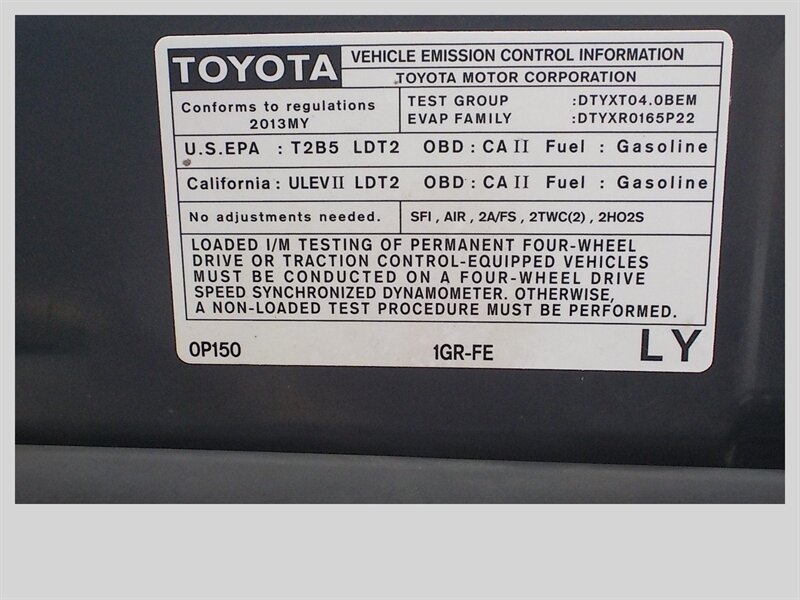 TOYOTA
VEHICLE EMISSION CONTROL INFORMATION
TOYOTA MOTOR CORPORATION
Conforms to regulations
2013MY
TEST GROUP :DTYXT04.0BEM
EVAP FAMILY :DTYXR0165P22
U.S.EPA : T2B5 LDT2 OBD : CA II Fuel : Gasoline
California : ULEV II LDT2 OBD : CA II Fuel : Gasoline
No adjustments needed.
SFI , AIR , 2A/FS , 2TWC(2) , 2HO2S
LOADED I/M TESTING OF PERMANENT FOUR-WHEEL
DRIVE OR TRACTION CONTROL-EQUIPPED VEHICLES
MUST BE CONDUCTED ON A FOUR-WHEEL DRIVE
SPEED SYNCHRONIZED DYNAMOMETER. OTHERWISE,
A NON-LOADED TEST PROCEDURE MUST BE PERFORMED.
0P150 1GR-FE LY